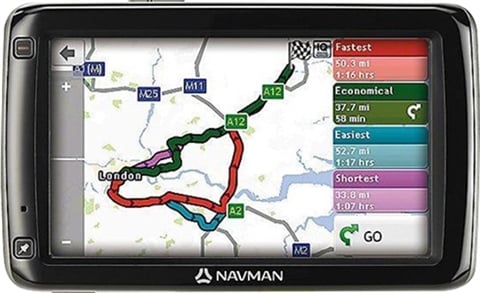 Fastest
50.3 mi
1:16 hrs
Economical
37.7 mi
58 min
Easiest
52.7 mi
1:17 hrs
Shortest
33.8 mi
1:07 hrs
GO
(M)
M25
M11
A12
A12
London
A2
M2
+
−
NAVMAN